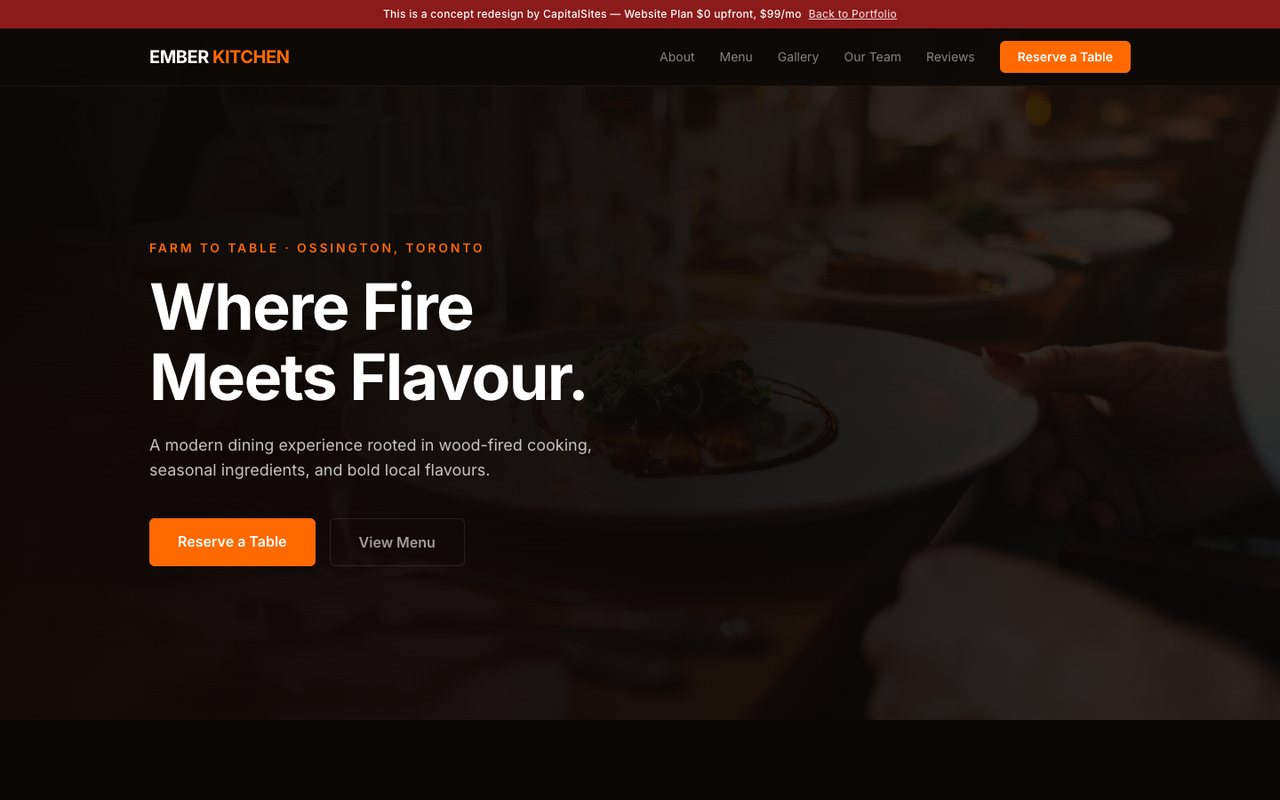 This is a concept redesign by CapitalSites — Website Plan $0 upfront, $99/mo Back to Portfolio
EMBER KITCHEN
About Menu Gallery Our Team Reviews Reserve a Table
FARM TO TABLE · OSSINGTON, TORONTO
Where Fire
Meets Flavour.
A modern dining experience rooted in wood-fired cooking,
seasonal ingredients, and bold local flavours.
Reserve a Table View Menu